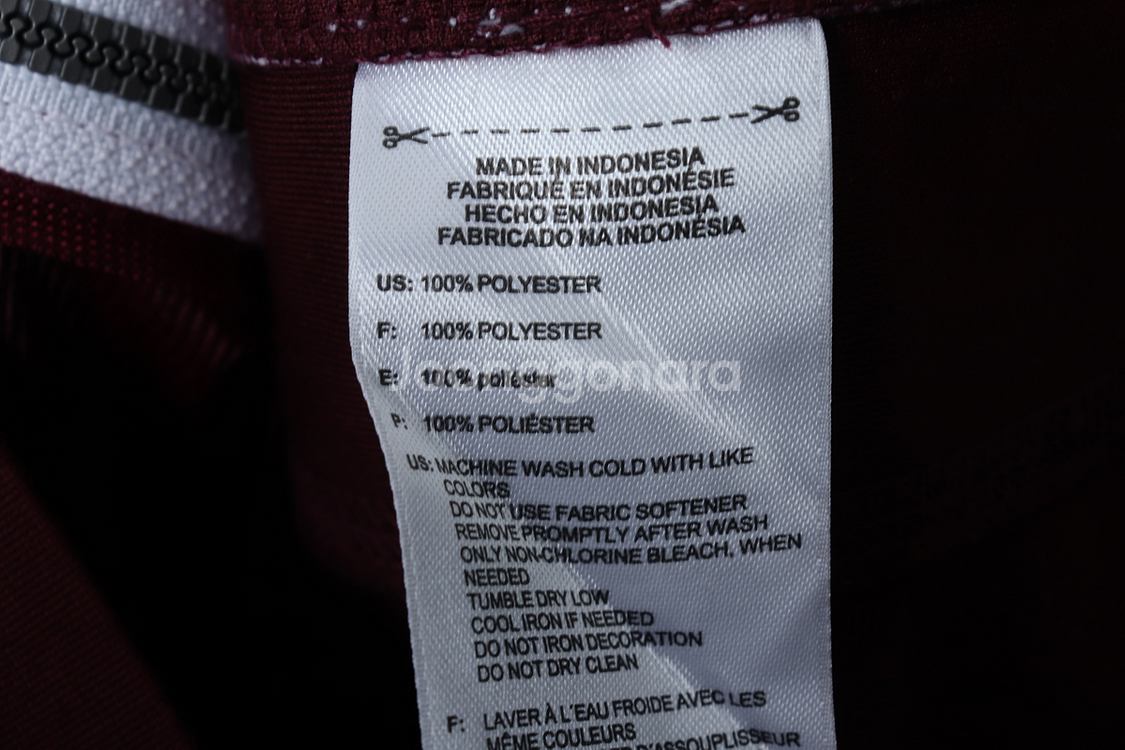 MADE IN INDONESIA
FABRIQUÉ EN INDONÉSIE
HECHO EN INDONESIA
FABRICADO NA INDONÉSIA
US: 100% POLYESTER
F: 100% POLYESTER
E: 100% poliéster
P: 100% POLIÉSTER
US: MACHINE WASH COLD WITH LIKE
COLORS
DO NOT USE FABRIC SOFTENER
REMOVE PROMPTLY AFTER WASH
ONLY NON-CHLORINE BLEACH, WHEN
NEEDED
TUMBLE DRY LOW
COOL IRON IF NEEDED
DO NOT IRON DECORATION
DO NOT DRY CLEAN
F: LAVER À L'EAU FROIDE AVEC LES
MÊME COULEURS
D'ASSOUPLISSEUR